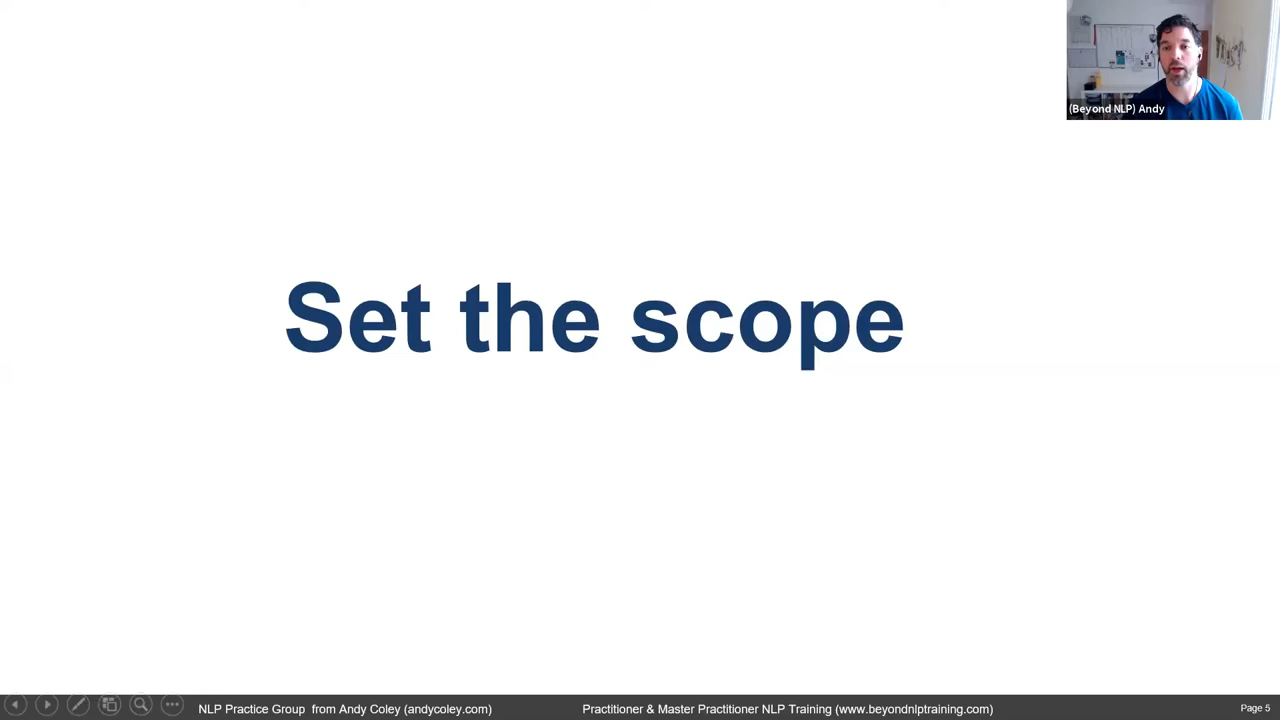 (Beyond NLP) Andy
Set the scope
NLP Practice Group  from Andy Coley (andycoley.com)
Practitioner & Master Practitioner NLP Training (www.beyondnlptraining.com)
Page 5